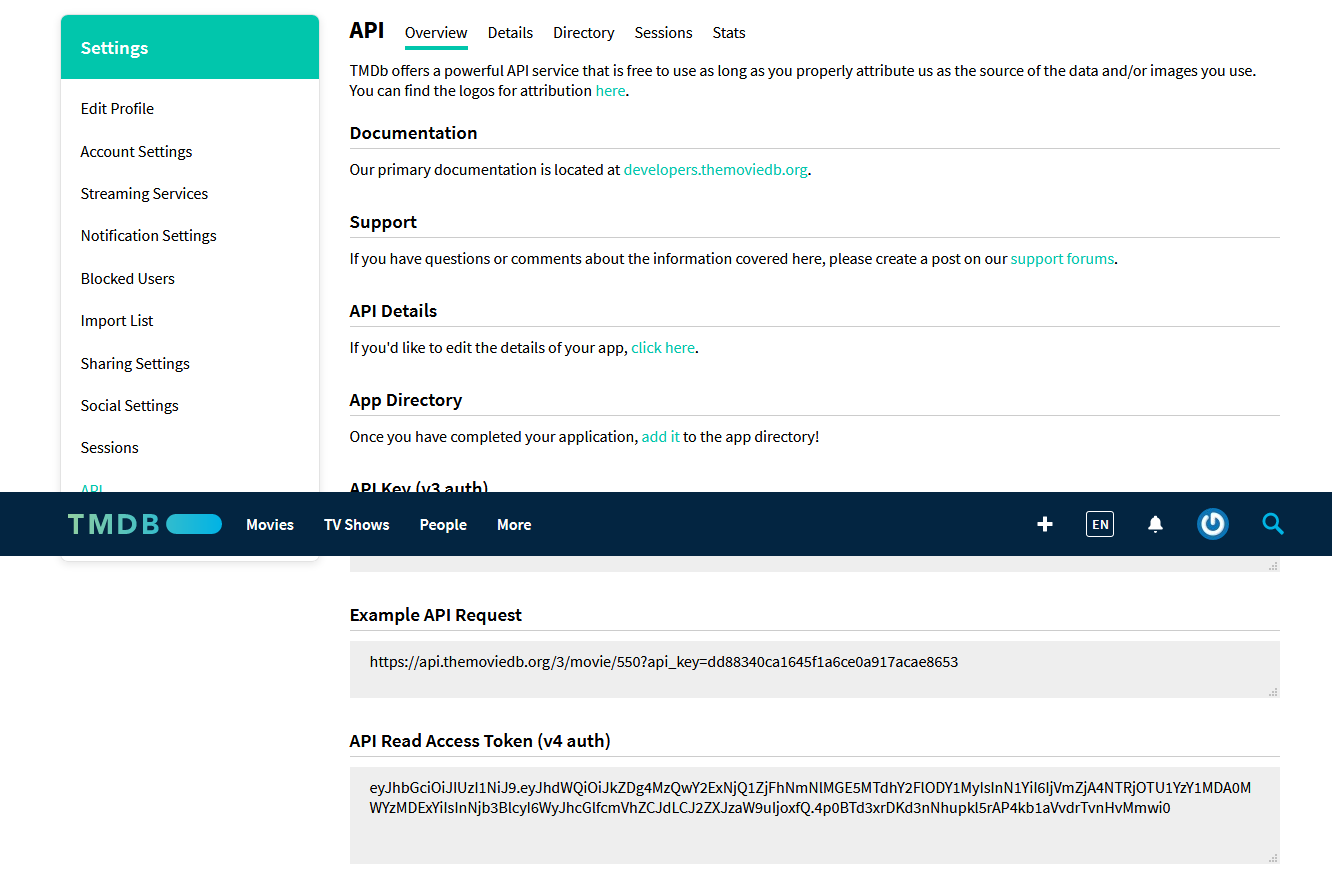 Settings
Edit Profile
Account Settings
Streaming Services
Notification Settings
Blocked Users
Import List
Sharing Settings
Social Settings
Sessions
API
API Overview Details Directory Sessions Stats
TMDb offers a powerful API service that is free to use as long as you properly attribute us as the source of the data and/or images you use.
You can find the logos for attribution here.
Documentation
Our primary documentation is located at developers.themoviedb.org.
Support
If you have questions or comments about the information covered here, please create a post on our support forums.
API Details
If you'd like to edit the details of your app, click here.
App Directory
Once you have completed your application, add it to the app directory!
API Key (v3 auth)
TMDB Movies TV Shows People More EN
Example API Request
https://api.themoviedb.org/3/movie/550?api_key=dd88340ca1645f1a6ce0a917acae8653
API Read Access Token (v4 auth)
eyJhbGciOiJIUzI1NiJ9.eyJhdWQiOiJkZDg4MzQwY2ExNjQ1ZjFhNmNlMGE5MTdhY2FlODY1MyIsInN1YiI6IjVmZjA4NTRjOTU1YzY1MDA0M
WYzMDExYiIsInNjb3BlcyI6WyJhcGlfcmVhZCJdLCJ2ZXJzaW9uIjoxfQ.4p0BTd3xrDKd3nNhupkl5rAP4kb1aVvdrTvnHvMmwi0